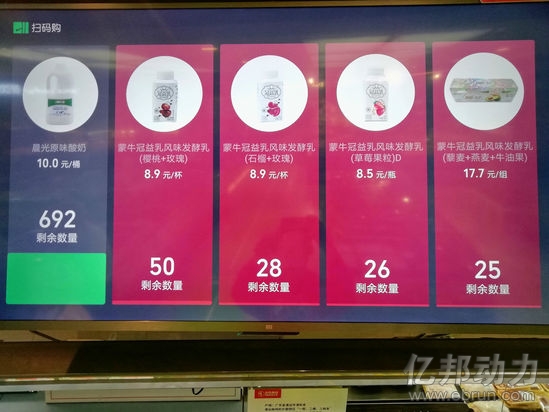 扫码购
晨光原味酸奶
10.0 元/桶
692
剩余数量
蒙牛冠益乳风味发酵乳
(樱桃+玫瑰)
8.9 元/杯
50
剩余数量
蒙牛冠益乳风味发酵乳
(石榴+玫瑰)
8.9 元/杯
28
剩余数量
蒙牛冠益乳风味发酵乳
(草莓果粒)D
8.5 元/瓶
26
剩余数量
蒙牛冠益乳风味发酵乳
(藜麦+燕麦+牛油果)
17.7 元/组
25
剩余数量
亿邦动力
www.ebrun.com